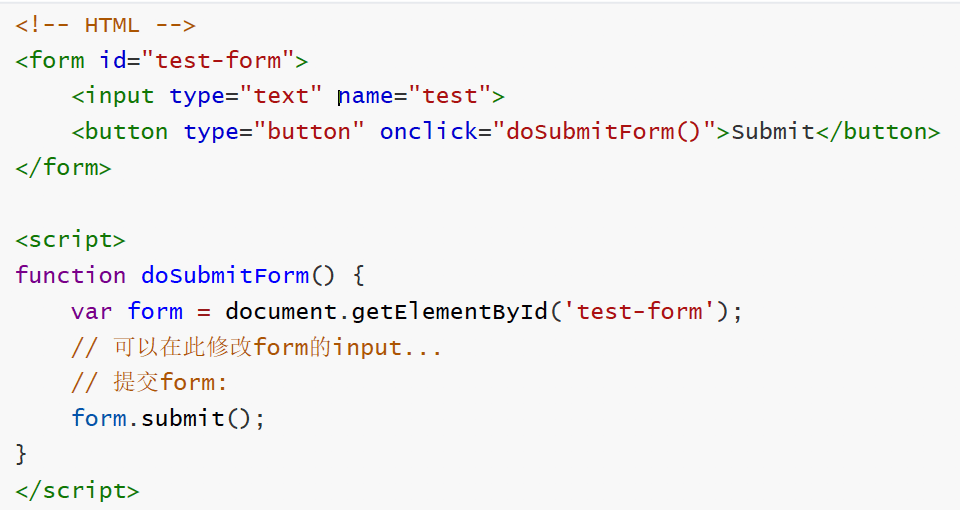 <!-- HTML -->
<form id="test-form">
    <input type="text" name="test">
    <button type="button" onclick="doSubmitForm()">Submit</button>
</form>

<script>
function doSubmitForm() {
    var form = document.getElementById('test-form');
    // 可以在此修改form的input...
    // 提交form:
    form.submit();
}
</script>